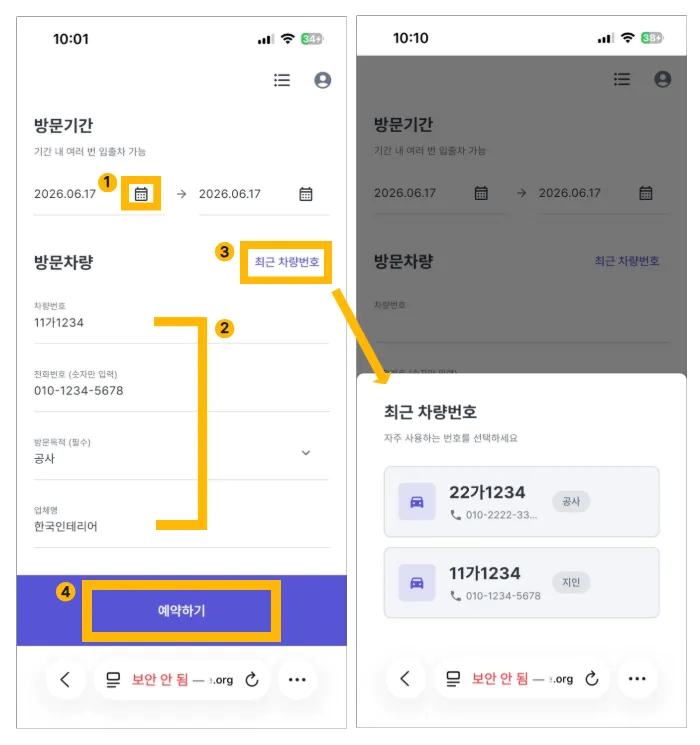 10:01
34
방문기간
기간 내 여러 번 입출차 가능
1
2026.06.17
→
2026.06.17
방문차량
3
최근 차량번호
차량번호
11가1234
2
전화번호 (숫자만 입력)
010-1234-5678
방문목적 (필수)
공사
업체명
한국인테리어
4
예약하기
보안 안 됨 — .org
10:10
38
방문기간
기간 내 여러 번 입출차 가능
2026.06.17
→
2026.06.17
방문차량
최근 차량번호
차량번호
(숫자만 입력)
최근 차량번호
자주 사용하는 번호를 선택하세요
22가1234
공사
010-2222-33...
11가1234
지인
010-1234-5678
보안 안 됨 — .org